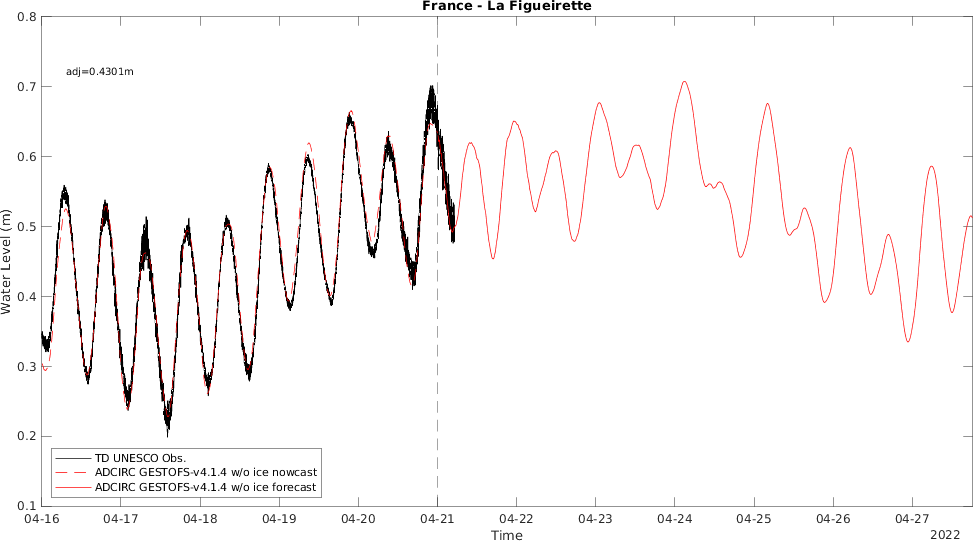 France - La Figueirette
0.8
0.7
0.6
0.5
0.4
0.3
0.2
0.1
Water Level (m)
adj=0.4301m
TD UNESCO Obs.
ADCIRC GESTOFS-v4.1.4 w/o ice nowcast
ADCIRC GESTOFS-v4.1.4 w/o ice forecast
04-16 04-17 04-18 04-19 04-20 04-21 04-22 04-23 04-24 04-25 04-26 04-27
Time
2022